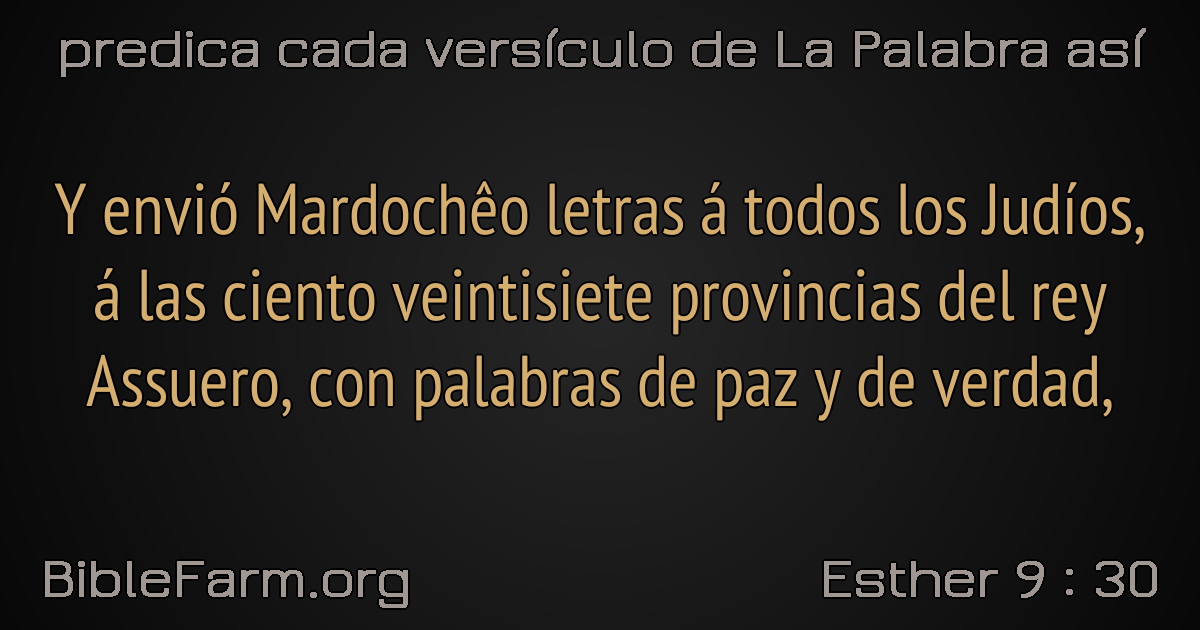 predica cada versículo de La Palabra así
Y envió Mardochêo letras á todos los Judíos,
á las ciento veintisiete provincias del rey
Assuero, con palabras de paz y de verdad,
BibleFarm.org
Esther 9 : 30